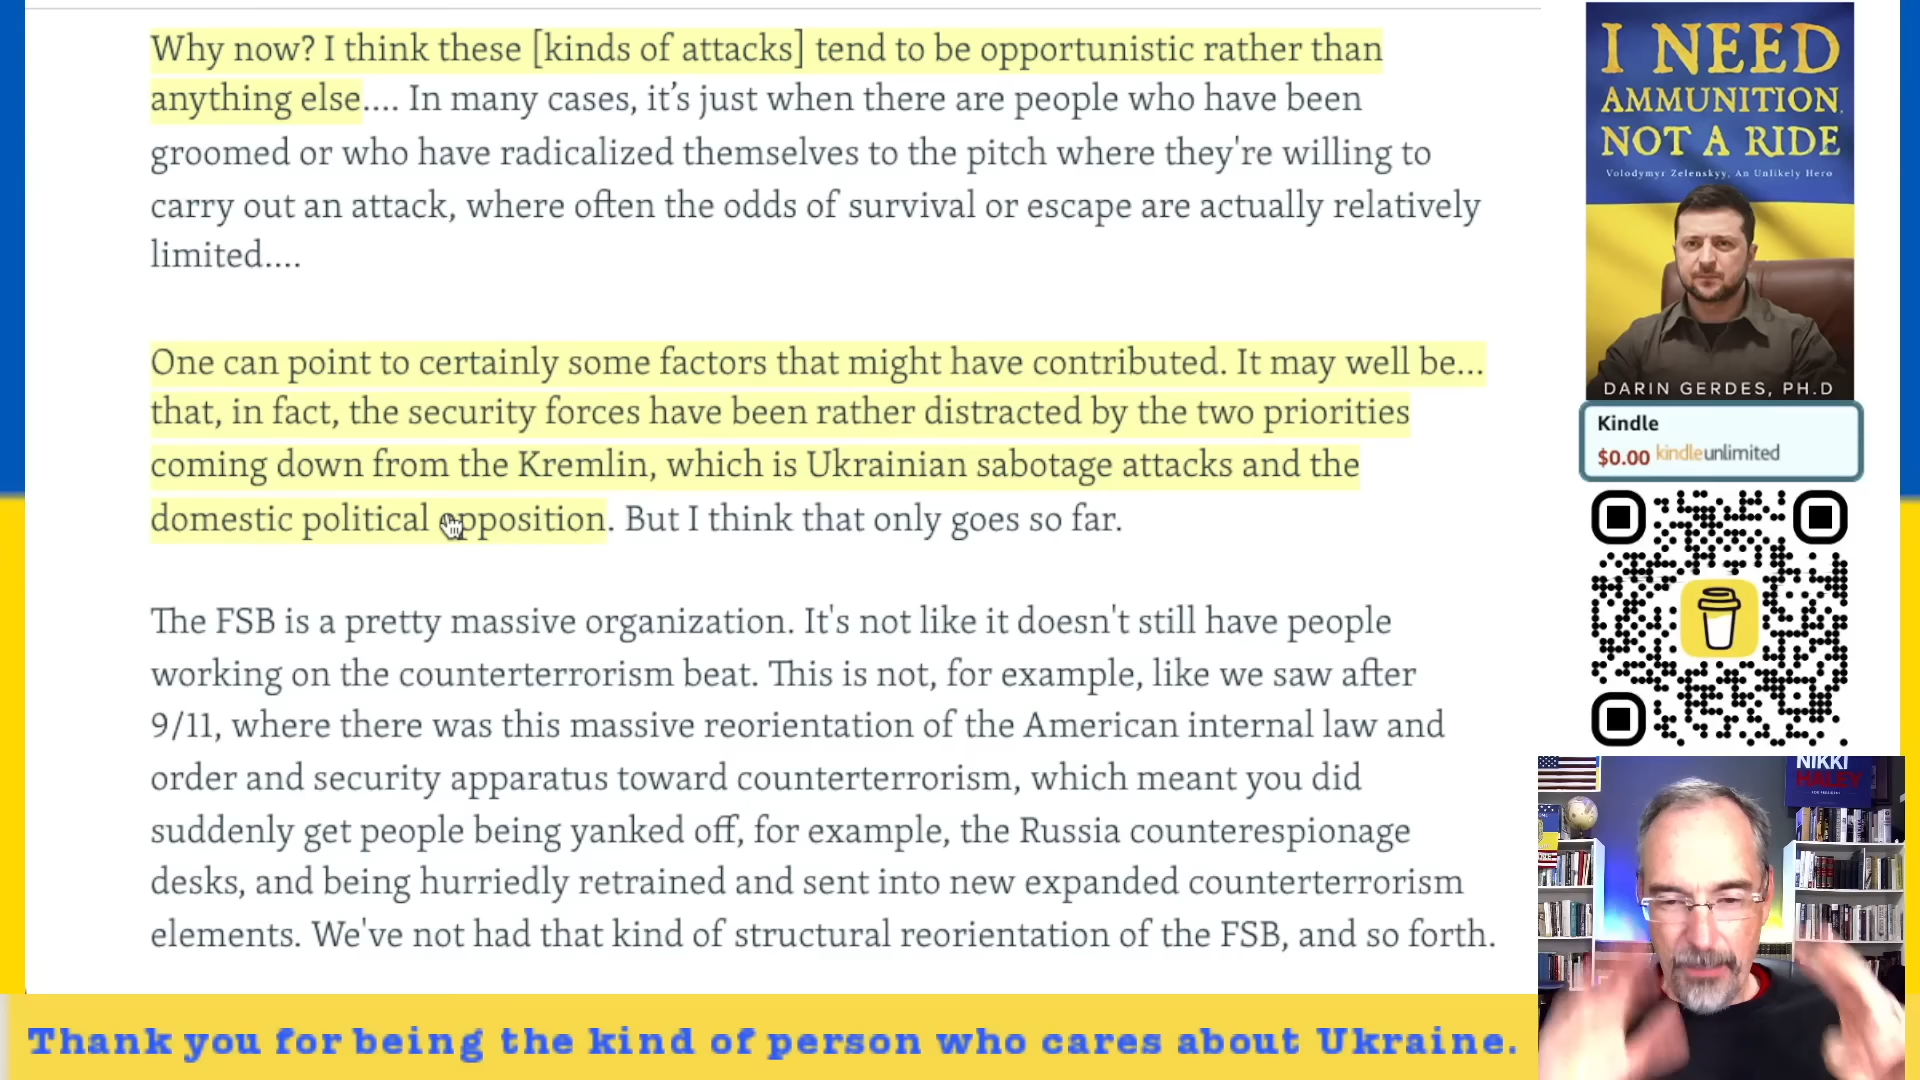 Why now? I think these [kinds of attacks] tend to be opportunistic rather than
anything else.... In many cases, it’s just when there are people who have been
groomed or who have radicalized themselves to the pitch where they're willing to
carry out an attack, where often the odds of survival or escape are actually relatively
limited....
One can point to certainly some factors that might have contributed. It may well be...
that, in fact, the security forces have been rather distracted by the two priorities
coming down from the Kremlin, which is Ukrainian sabotage attacks and the
domestic political opposition. But I think that only goes so far.
The FSB is a pretty massive organization. It's not like it doesn't still have people
working on the counterterrorism beat. This is not, for example, like we saw after
9/11, where there was this massive reorientation of the American internal law and
order and security apparatus toward counterterrorism, which meant you did
suddenly get people being yanked off, for example, the Russia counterespionage
desks, and being hurriedly retrained and sent into new expanded counterterrorism
elements. We've not had that kind of structural reorientation of the FSB, and so forth.
I NEED
AMMUNITION,
NOT A RIDE
Volodymyr Zelenskyy, An Unlikely Hero
DARIN GERDES, PH.D
Kindle
$0.00 kindleunlimited
NIKKI
HALEY
Thank you for being the kind of person who cares about Ukraine.